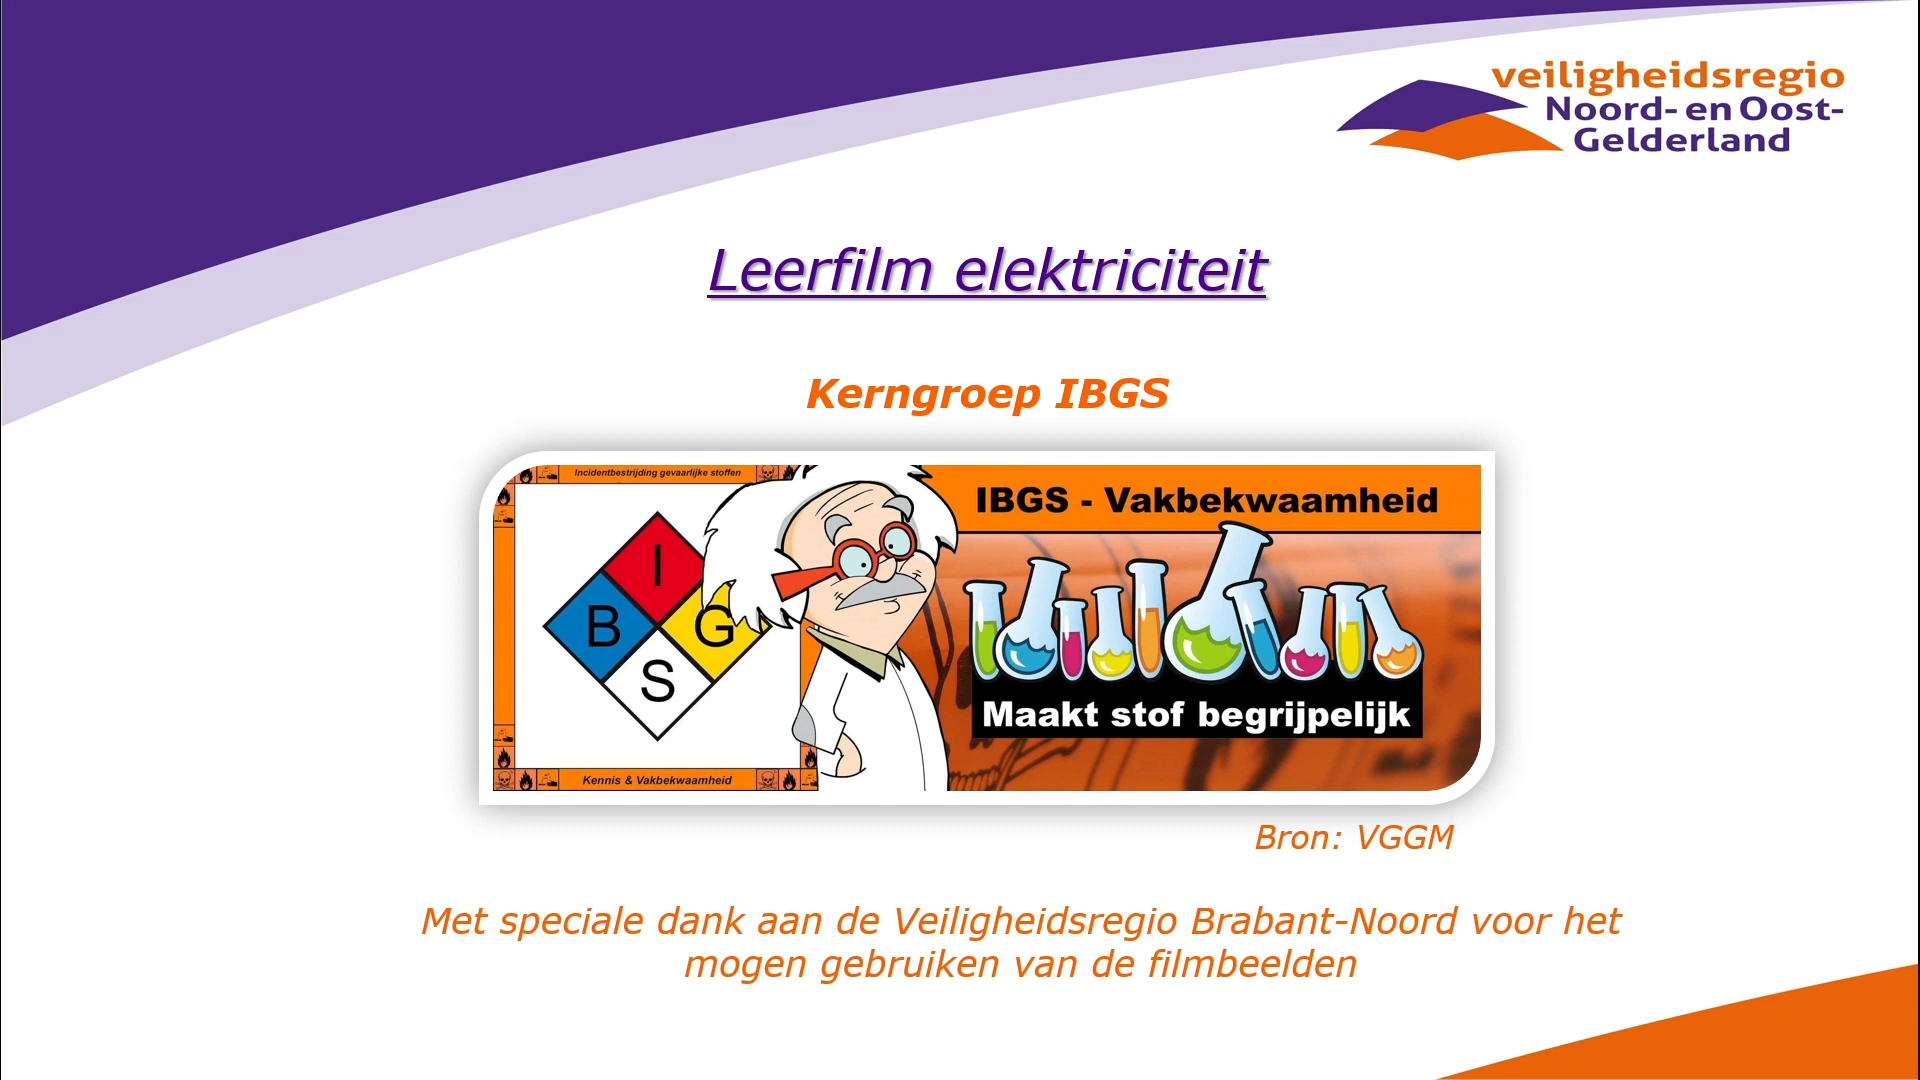 veiligheidsregio
Noord- en Oost-
Gelderland
Leerfilm elektriciteit
Kerngroep IBGS
Incidentbestrijding gevaarlijke stoffen
IBGS - Vakbekwaamheid
I
B G
S
Maakt stof begrijpelijk
Kennis & Vakbekwaamheid
Bron: VGGM
Met speciale dank aan de Veiligheidsregio Brabant-Noord voor het
mogen gebruiken van de filmbeelden